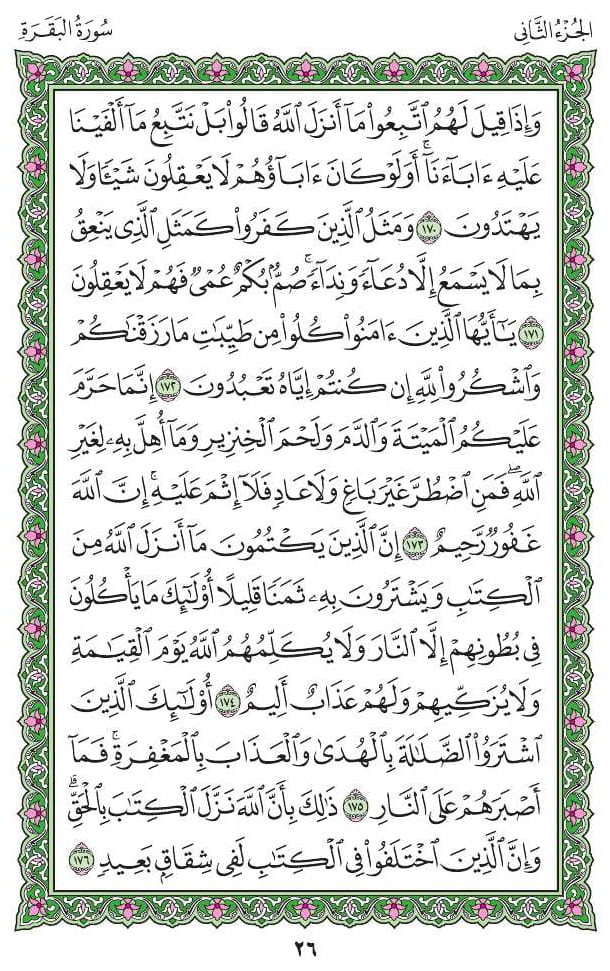 الجُزْءُ الثَّانِي
سُورَةُ البَقَرَةِ
وَإِذَا قِيلَ لَهُمُ ٱتَّبِعُوا۟ مَآ أَنزَلَ ٱللَّهُ قَالُوا۟ بَلْ نَتَّبِعُ مَآ أَلْفَيْنَا
عَلَيْهِ ءَابَآءَنَآ ۗ أَوَلَوْ كَانَ ءَابَآؤُهُمْ لَا يَعْقِلُونَ شَيْـًٔا وَلَا
يَهْتَدُونَ ١٧٠ وَمَثَلُ ٱلَّذِينَ كَفَرُوا۟ كَمَثَلِ ٱلَّذِى يَنْعِقُ
بِمَا لَا يَسْمَعُ إِلَّا دُعَآءً وَنِدَآءً ۚ صُمٌّۢ بُكْمٌ عُمْىٌ فَهُمْ لَا يَعْقِلُونَ
١٧١ يَـٰٓأَيُّهَا ٱلَّذِينَ ءَامَنُوا۟ كُلُوا۟ مِن طَيِّبَـٰتِ مَا رَزَقْنَـٰكُمْ
وَٱشْكُرُوا۟ لِلَّهِ إِن كُنتُمْ إِيَّاهُ تَعْبُدُونَ ١٧٢ إِنَّمَا حَرَّمَ
عَلَيْكُمُ ٱلْمَيْتَةَ وَٱلدَّمَ وَلَحْمَ ٱلْخِنزِيرِ وَمَآ أُهِلَّ بِهِۦ لِغَيْرِ
ٱللَّهِ ۖ فَمَنِ ٱضْطُرَّ غَيْرَ بَاغٍ وَلَا عَادٍ فَلَآ إِثْمَ عَلَيْهِ ۚ إِنَّ ٱللَّهَ
غَفُورٌ رَّحِيمٌ ١٧٣ إِنَّ ٱلَّذِينَ يَكْتُمُونَ مَآ أَنزَلَ ٱللَّهُ مِنَ
ٱلْكِتَـٰبِ وَيَشْتَرُونَ بِهِۦ ثَمَنًا قَلِيلًا أُو۟لَـٰٓئِكَ مَا يَأْكُلُونَ
فِى بُطُونِهِمْ إِلَّا ٱلنَّارَ وَلَا يُكَلِّمُهُمُ ٱللَّهُ يَوْمَ ٱلْقِيَـٰمَةِ
وَلَا يُزَكِّيهِمْ وَلَهُمْ عَذَابٌ أَلِيمٌ ١٧٤ أُو۟لَـٰٓئِكَ ٱلَّذِينَ
ٱشْتَرَوُا۟ ٱلضَّلَـٰلَةَ بِٱلْهُدَىٰ وَٱلْعَذَابَ بِٱلْمَغْفِرَةِ ۚ فَمَآ
أَصْبَرَهُمْ عَلَى ٱلنَّارِ ١٧٥ ذَٰلِكَ بِأَنَّ ٱللَّهَ نَزَّلَ ٱلْكِتَـٰبَ بِٱلْحَقِّ ۗ
وَإِنَّ ٱلَّذِينَ ٱخْتَلَفُوا۟ فِى ٱلْكِتَـٰبِ لَفِى شِقَاقٍۭ بَعِيدٍ ١٧٦
٢٦